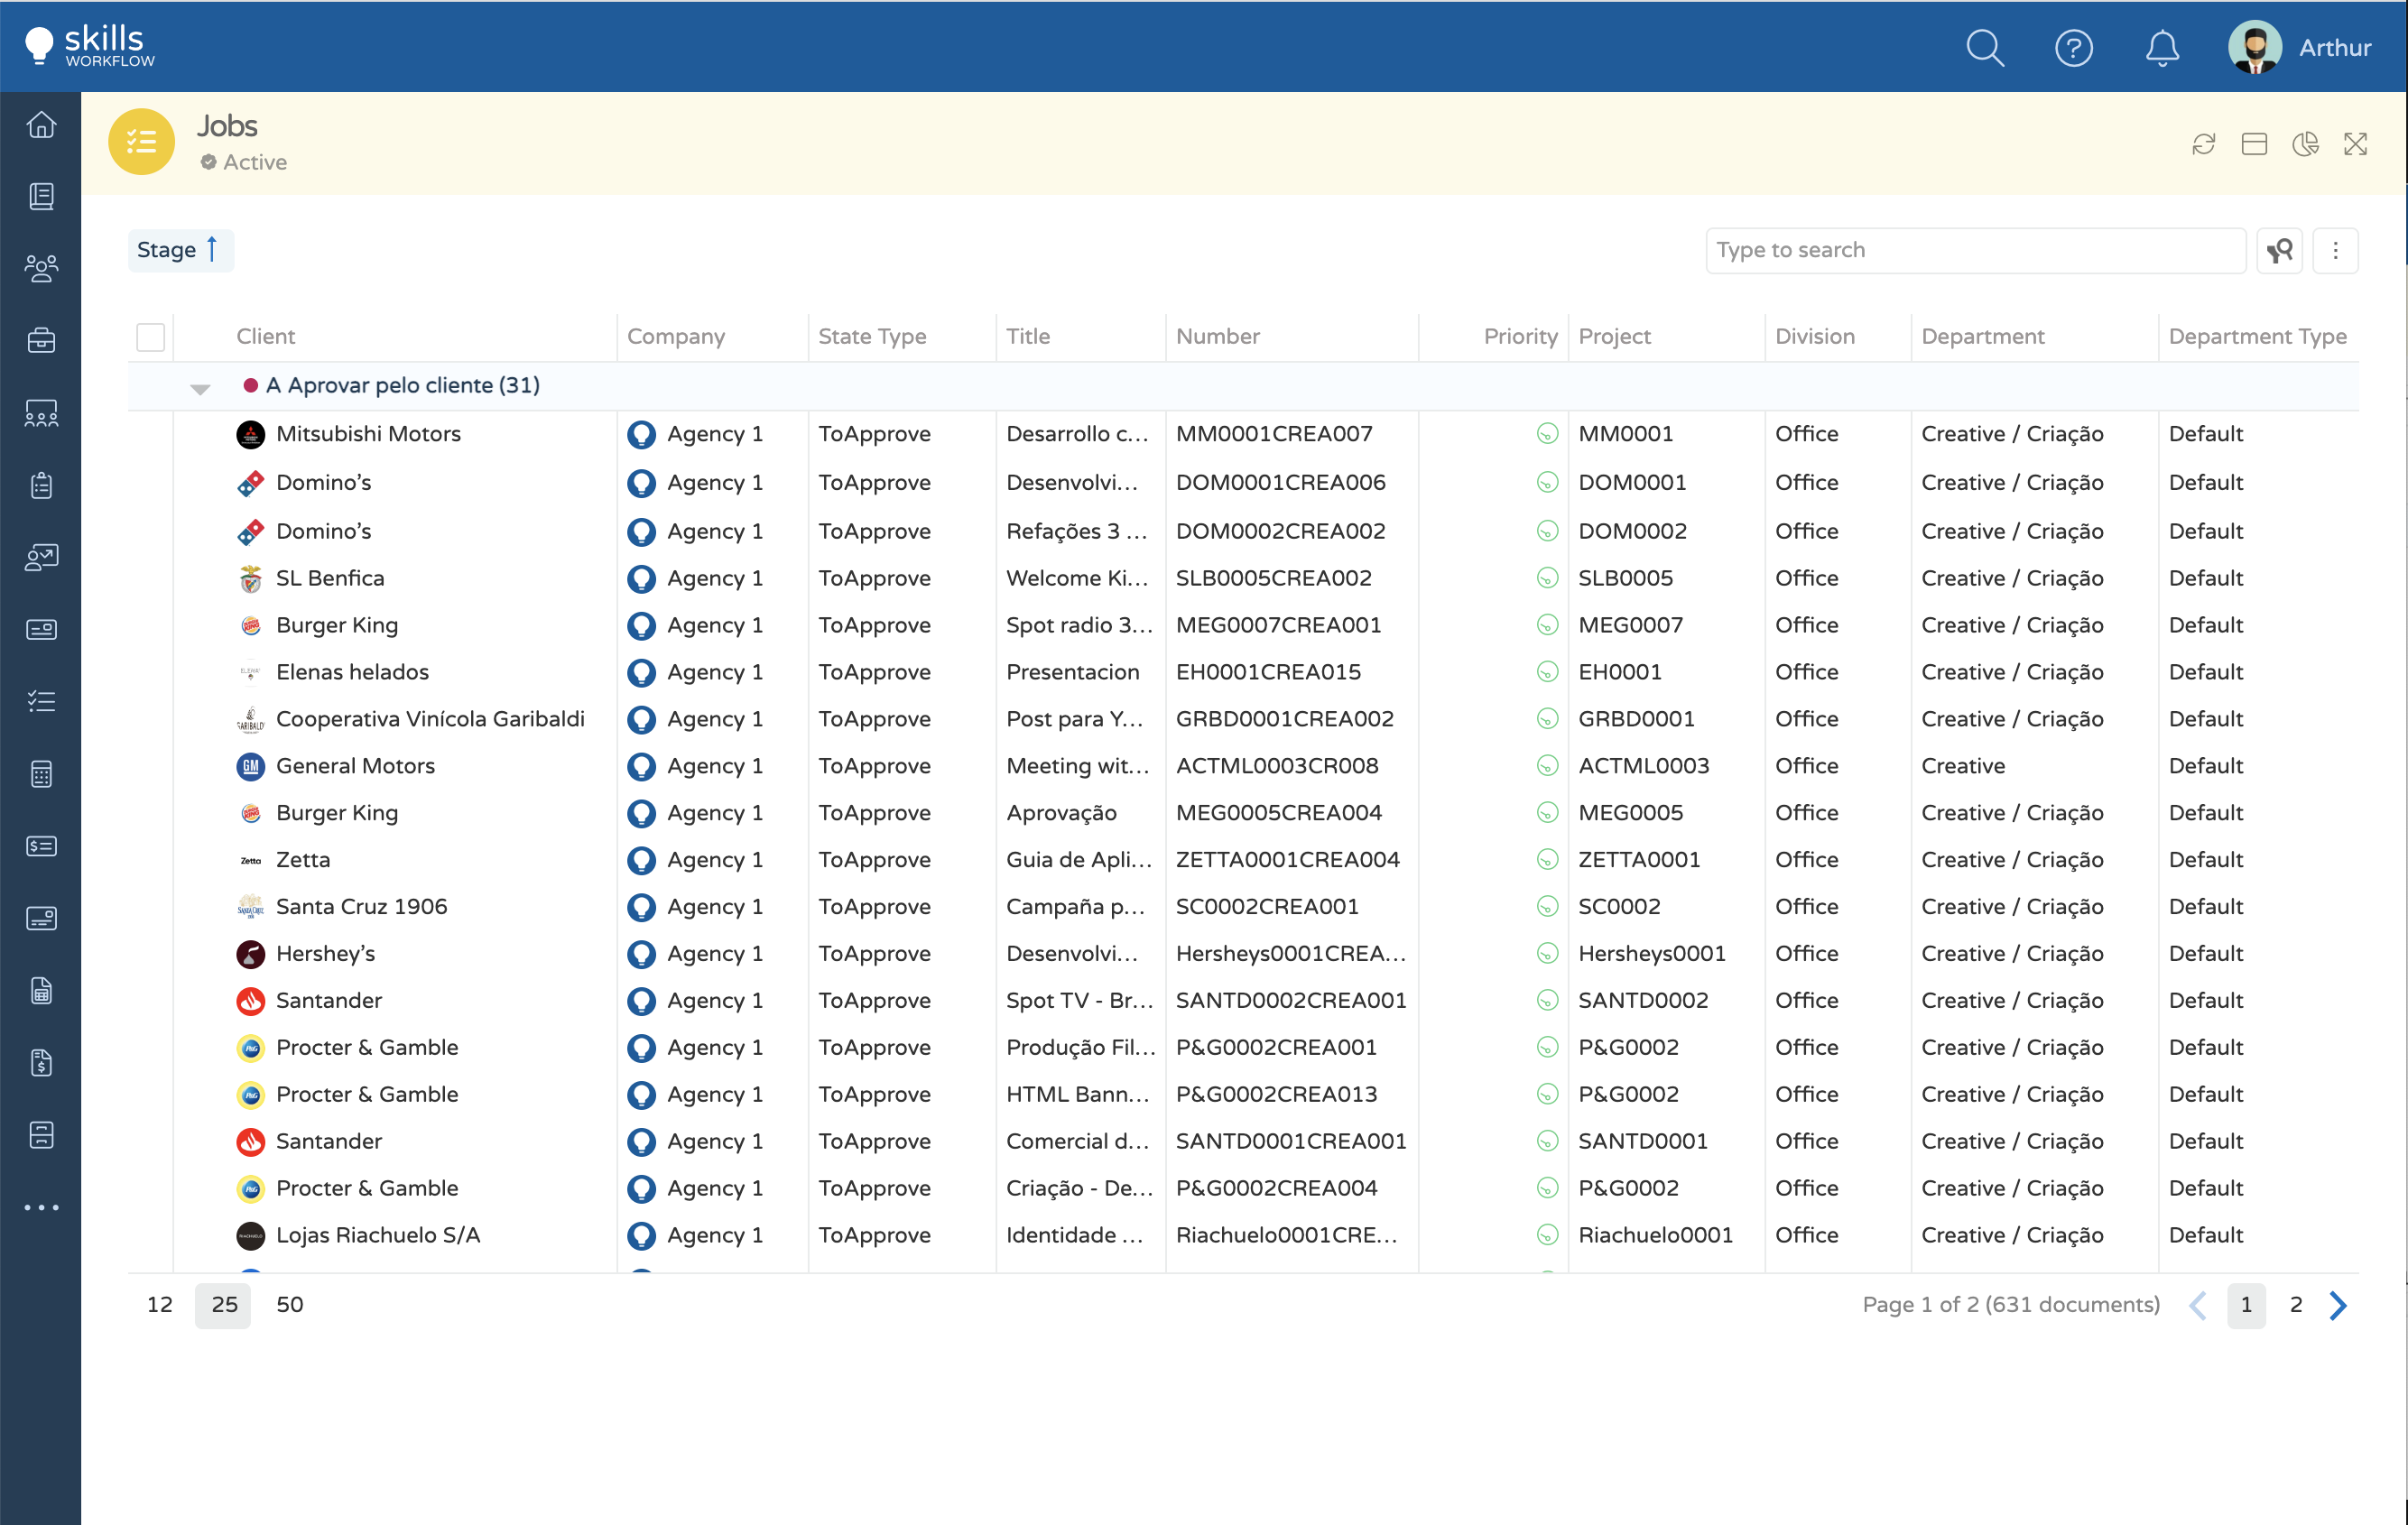 skills
WORKFLOW
Arthur
Jobs
Active
Stage
Type to search
Client Company State Type Title Number Priority Project Division Department Department Type
A Aprovar pelo cliente (31)
Mitsubishi Motors Agency 1 ToApprove Desarrollo c... MM0001CREA007 MM0001 Office Creative / Criação Default
Domino’s Agency 1 ToApprove Desenvolvi... DOM0001CREA006 DOM0001 Office Creative / Criação Default
Domino’s Agency 1 ToApprove Refações 3 ... DOM0002CREA002 DOM0002 Office Creative / Criação Default
SL Benfica Agency 1 ToApprove Welcome Ki... SLB0005CREA002 SLB0005 Office Creative / Criação Default
Burger King Agency 1 ToApprove Spot radio 3... MEG0007CREA001 MEG0007 Office Creative / Criação Default
Elenas helados Agency 1 ToApprove Presentacion EH0001CREA015 EH0001 Office Creative / Criação Default
GARIBALDI Cooperativa Vinícola Garibaldi Agency 1 ToApprove Post para Y... GRBD0001CREA002 GRBD0001 Office Creative / Criação Default
GM General Motors Agency 1 ToApprove Meeting wit... ACTML0003CR008 ACTML0003 Office Creative Default
Burger King Agency 1 ToApprove Aprovação MEG0005CREA004 MEG0005 Office Creative / Criação Default
Zetta Zetta Agency 1 ToApprove Guia de Apli... ZETTA0001CREA004 ZETTA0001 Office Creative / Criação Default
Santa Cruz 1906 Agency 1 ToApprove Campaña p... SC0002CREA001 SC0002 Office Creative / Criação Default
Hershey’s Agency 1 ToApprove Desenvolvi... Hersheys0001CREA... Hersheys0001 Office Creative / Criação Default
Santander Agency 1 ToApprove Spot TV - Br... SANTD0002CREA001 SANTD0002 Office Creative / Criação Default
P&G Procter & Gamble Agency 1 ToApprove Produção Fil... P&G0002CREA001 P&G0002 Office Creative / Criação Default
P&G Procter & Gamble Agency 1 ToApprove HTML Bann... P&G0002CREA013 P&G0002 Office Creative / Criação Default
Santander Agency 1 ToApprove Comercial d... SANTD0001CREA001 SANTD0001 Office Creative / Criação Default
P&G Procter & Gamble Agency 1 ToApprove Criação - De... P&G0002CREA004 P&G0002 Office Creative / Criação Default
Lojas Riachuelo S/A Agency 1 ToApprove Identidade ... Riachuelo0001CRE... Riachuelo0001 Office Creative / Criação Default
12 25 50 Page 1 of 2 (631 documents) 1 2